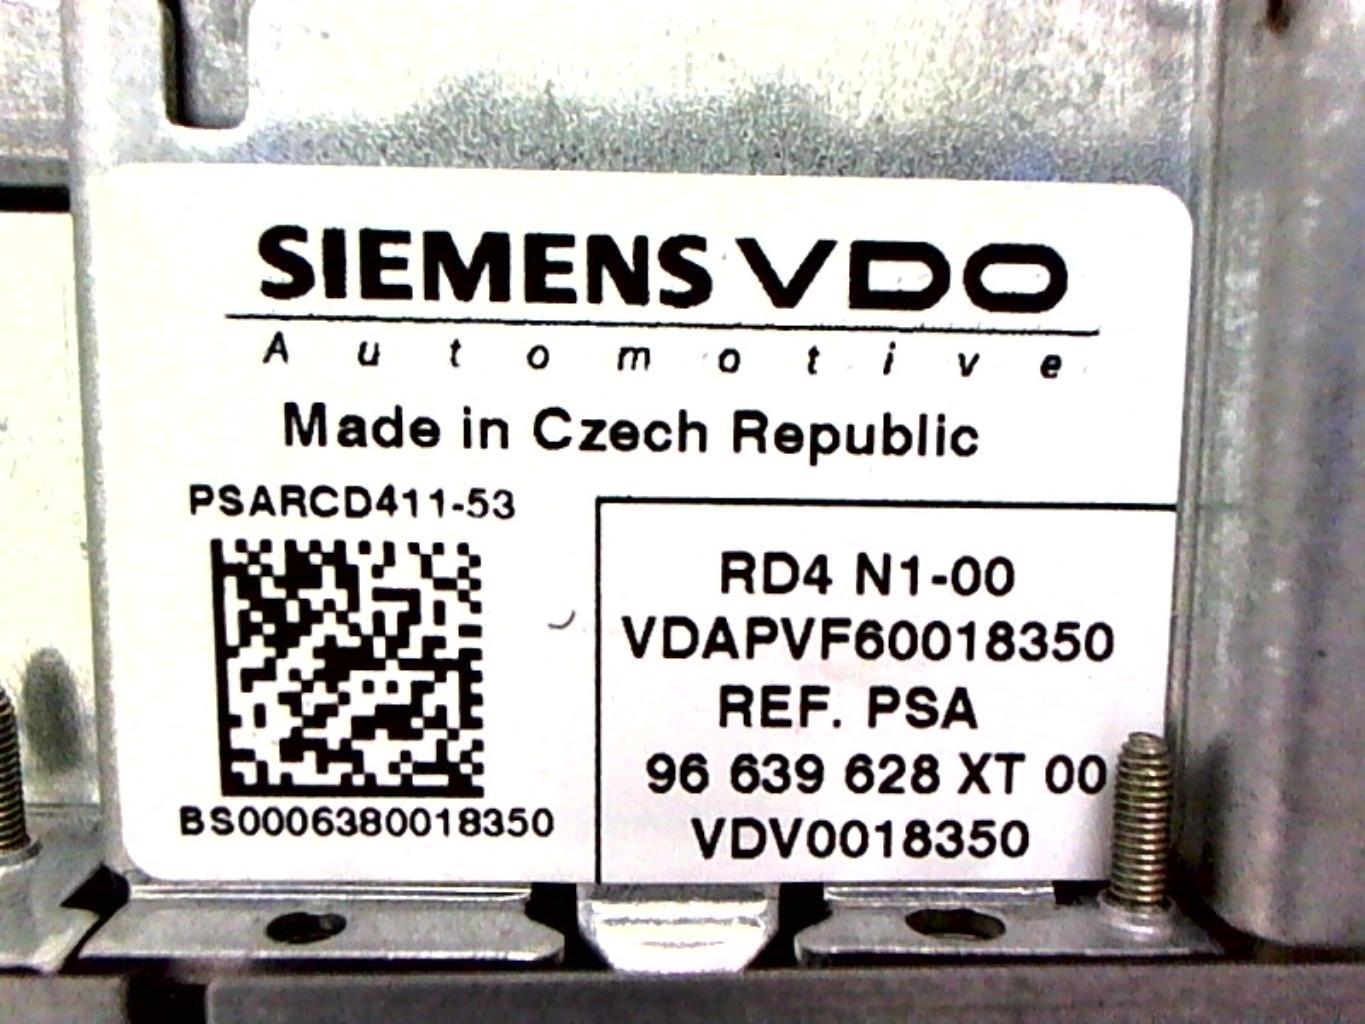 SIEMENS VDO
Automotive
Made in Czech Republic
PSARCD411-53
BS0006380018350
RD4 N1-00
VDAPVF60018350
REF. PSA
96 639 628 XT 00
VDV0018350